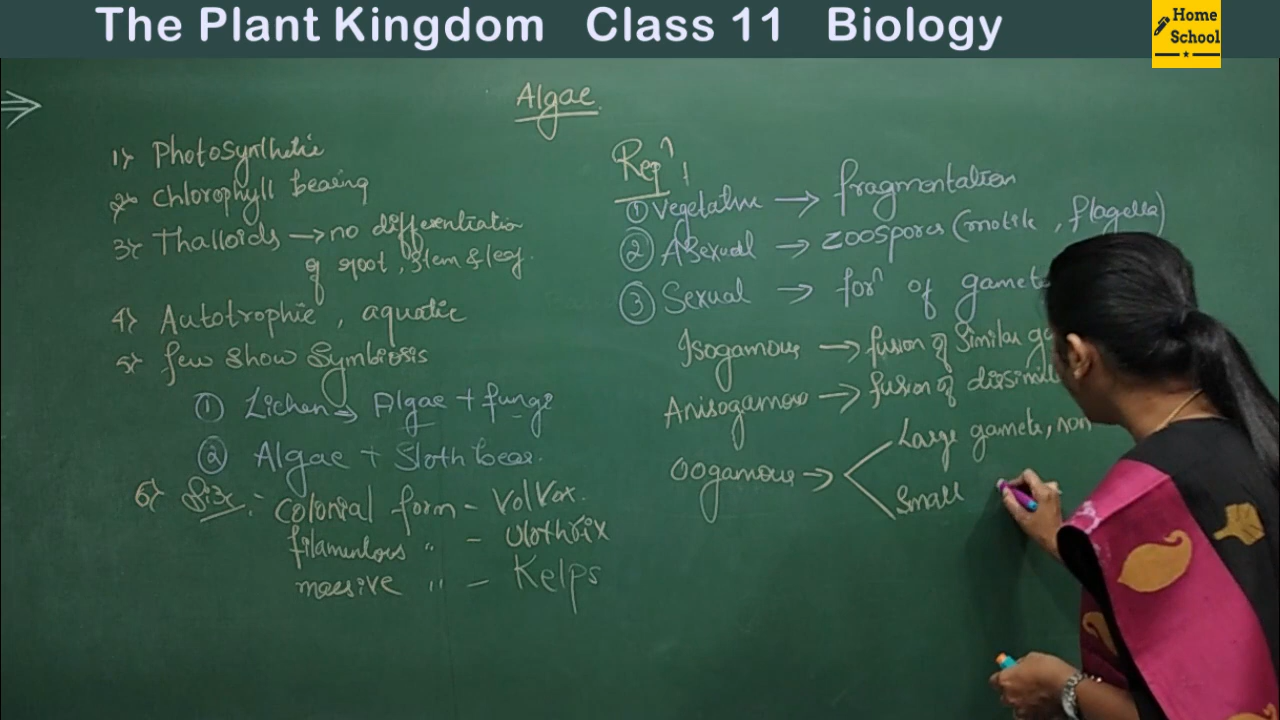 The Plant Kingdom Class 11 Biology
Home
School
Algae
1) Photosynthetic
2) Chlorophyll bearing
3) Thalloids → no differentiatio
of root, Stem & leaf.
4) Autotrophic, aquatic
5) few show Symbiosis
① Lichen → Algae + fungi
② Algae + Sloth bear.
6) Size :- Colonial form - Volvox.
filamentous " - Ulothrix
massive " - Kelps
Repⁿ
① Vegetative → fragmentation
② Asexual → zoospores (motile, flagella)
③ Sexual → forⁿ of gamete
Isogamous → fusion of Similar ga
Anisogamous → fusion of dissimila
Oogamous → Large gamete, non
Small